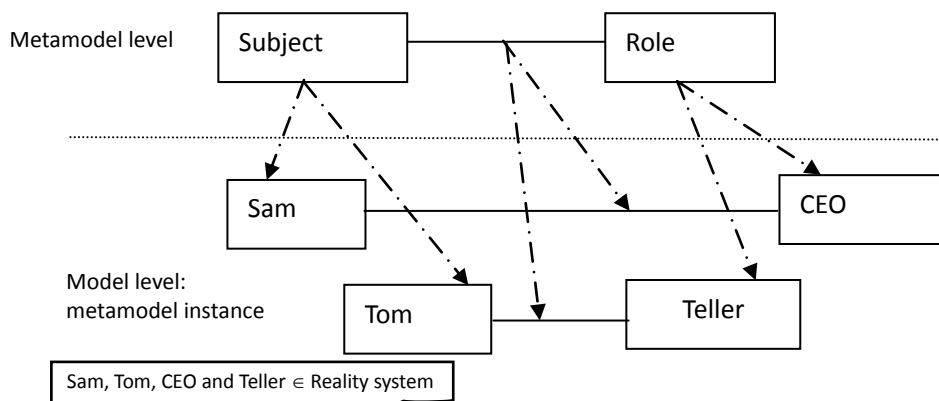 Metamodel level
Subject
Role
Sam
CEO
Model level:
metamodel instance
Tom
Teller
Sam, Tom, CEO and Teller ∈ Reality system